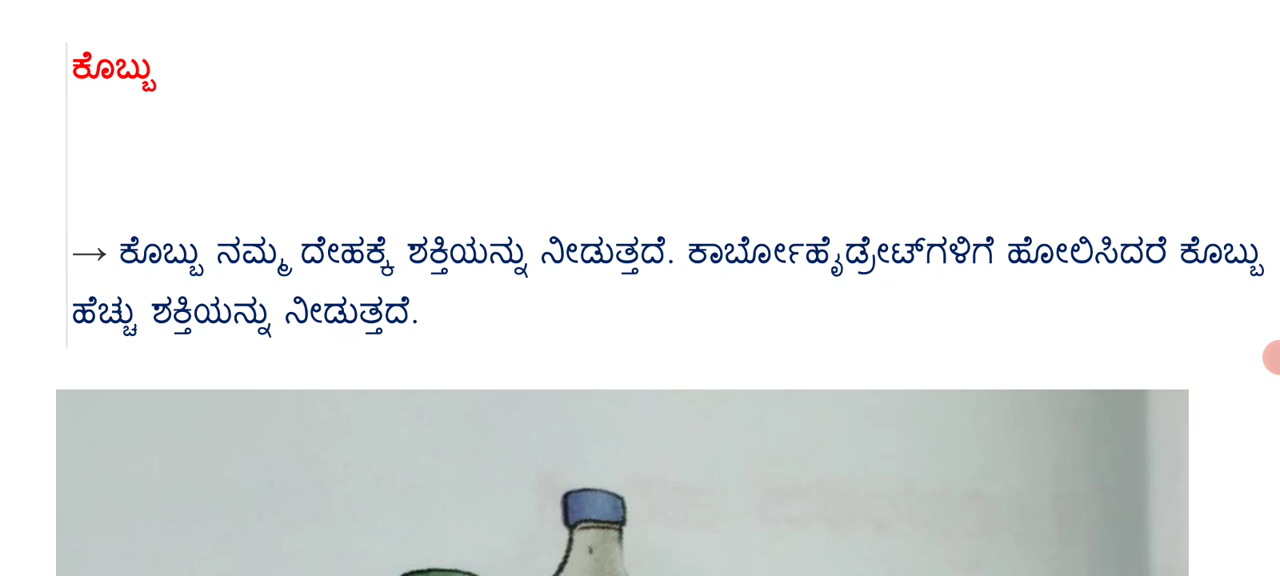 ಕೊಬ್ಬು
→ ಕೊಬ್ಬು ನಮ್ಮ ದೇಹಕ್ಕೆ ಶಕ್ತಿಯನ್ನು ನೀಡುತ್ತದೆ. ಕಾರ್ಬೋಹೈಡ್ರೇಟ್‌ಗಳಿಗೆ ಹೋಲಿಸಿದರೆ ಕೊಬ್ಬು
ಹೆಚ್ಚು ಶಕ್ತಿಯನ್ನು ನೀಡುತ್ತದೆ.